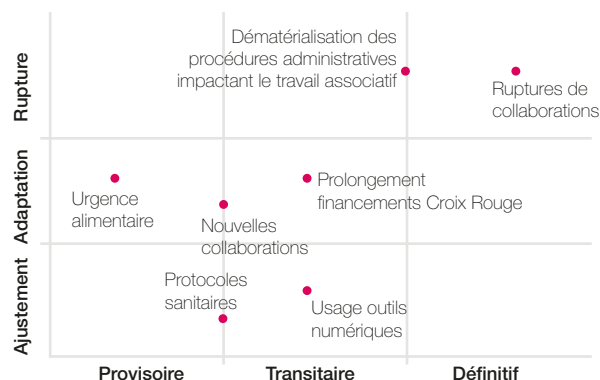 Rupture
Dématérialisation des
procédures administratives
impactant le travail associatif
Ruptures de
collaborations
Adaptation
Urgence
alimentaire
Nouvelles
collaborations
Prolongement
financements Croix Rouge
Ajustement
Protocoles
sanitaires
Usage outils
numériques
Provisoire
Transitaire
Définitif